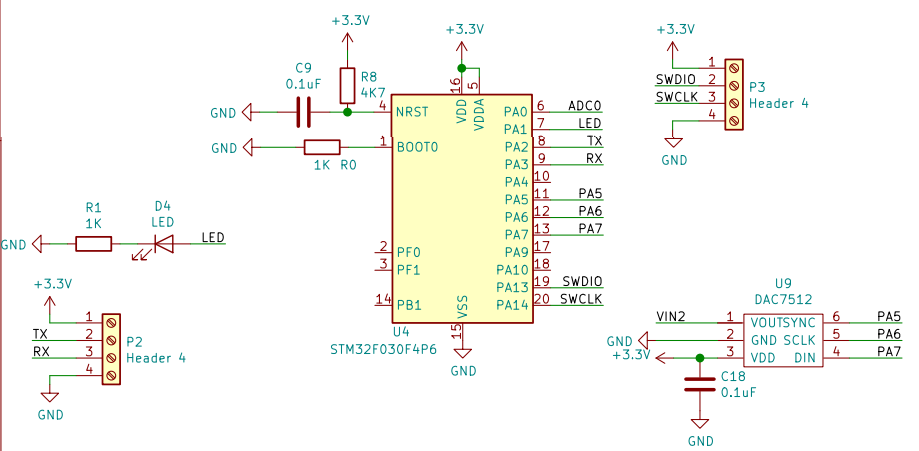 +3.3V
+3.3V
+3.3V
C9
0.1uF
R8
4K7
GND
4 NRST
16 VDD
5 VDDA
PA0 6 ADC0
PA1 7 LED
1 BOOT0
PA2 8 TX
GND
1K R0
PA3 9 RX
PA4 10
PA5 11 PA5
PA6 12 PA6
PA7 13 PA7
2 PF0
PA9 17
3 PF1
PA10 18
PA13 19 SWDIO
14 PB1
PA14 20 SWCLK
VSS 15
U4
STM32F030F4P6
GND
1
SWDIO 2
SWCLK 3
4
P3
Header 4
GND
R1
1K
D4
LED
GND
LED
+3.3V
1
TX 2
RX 3
4
P2
Header 4
GND
U9
DAC7512
VIN2 1 VOUT SYNC 6 PA5
GND 2 GND SCLK 5 PA6
+3.3V 3 VDD DIN 4 PA7
C18
0.1uF
GND